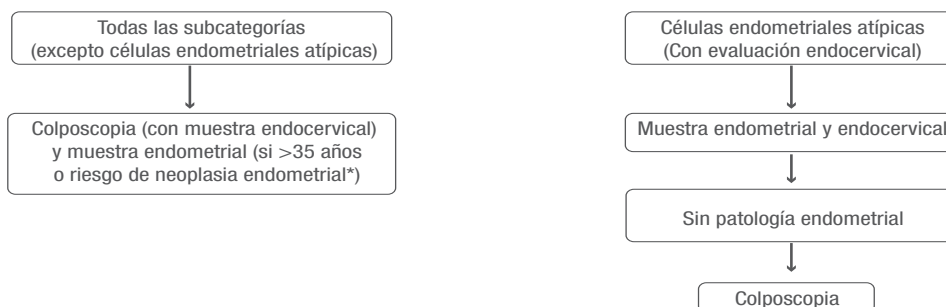 Todas las subcategorías
(excepto células endometriales atípicas)
Colposcopia (con muestra endocervical)
y muestra endometrial (si >35 años
o riesgo de neoplasia endometrial*)
Células endometriales atípicas
(Con evaluación endocervical)
Muestra endometrial y endocervical
Sin patología endometrial
Colposcopia